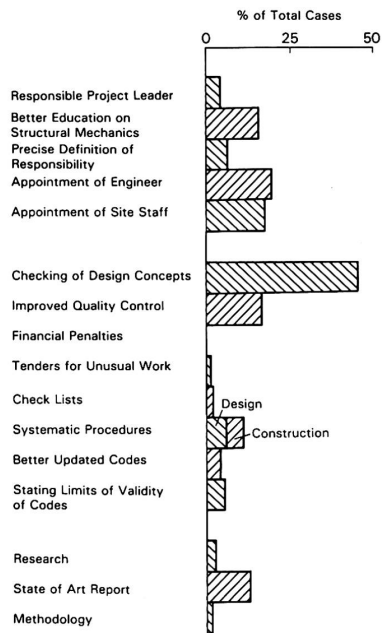 % of Total Cases
0 25 50
Responsible Project Leader
Better Education on
Structural Mechanics
Precise Definition of
Responsibility
Appointment of Engineer
Appointment of Site Staff
Checking of Design Concepts
Improved Quality Control
Financial Penalties
Tenders for Unusual Work
Check Lists
Design
Systematic Procedures
Construction
Better Updated Codes
Stating Limits of Validity
of Codes
Research
State of Art Report
Methodology